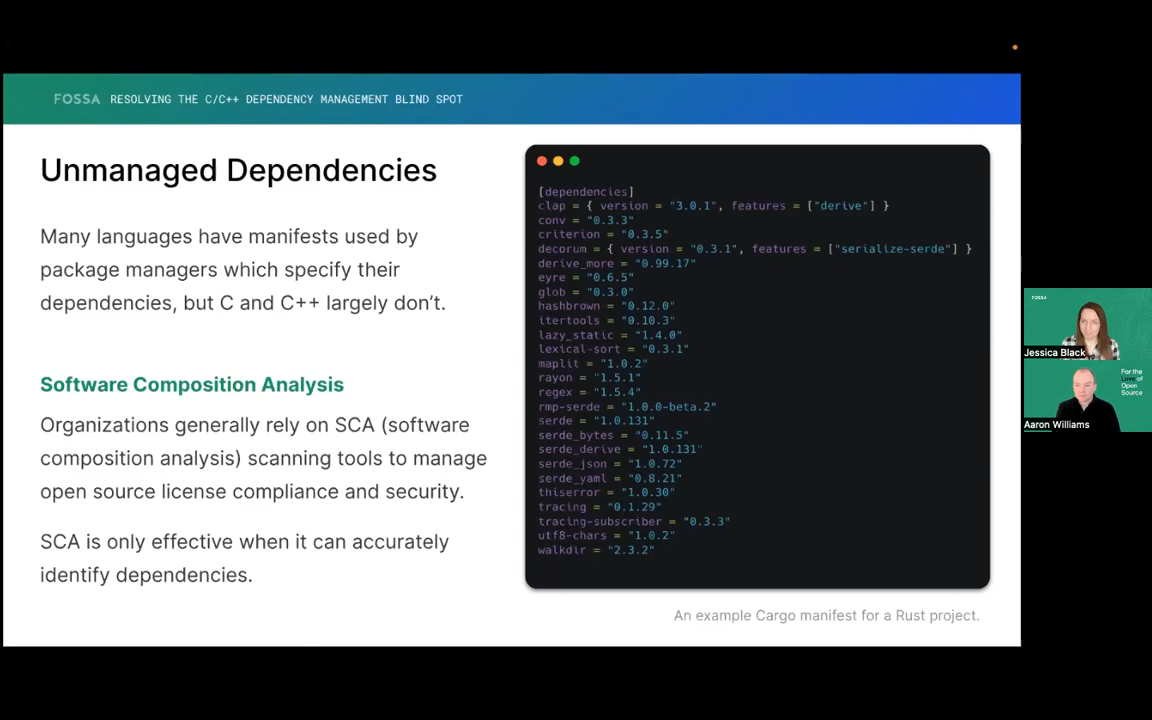 FOSSA RESOLVING THE C/C++ DEPENDENCY MANAGEMENT BLIND SPOT
Unmanaged Dependencies
Many languages have manifests used by
package managers which specify their
dependencies, but C and C++ largely don't.
Software Composition Analysis
Organizations generally rely on SCA (software
composition analysis) scanning tools to manage
open source license compliance and security.
SCA is only effective when it can accurately
identify dependencies.
[dependencies]
clap = { version = "3.0.1", features = ["derive"] }
conv = "0.3.3"
criterion = "0.3.5"
decorum = { version = "0.3.1", features = ["serialize-serde"] }
derive_more = "0.99.17"
eyre = "0.6.5"
glob = "0.3.0"
hashbrown = "0.12.0"
itertools = "0.10.3"
lazy_static = "1.4.0"
lexical-sort = "0.3.1"
maplit = "1.0.2"
rayon = "1.5.1"
regex = "1.5.4"
rmp-serde = "1.0.0-beta.2"
serde = "1.0.131"
serde_bytes = "0.11.5"
serde_derive = "1.0.131"
serde_json = "1.0.72"
serde_yaml = "0.8.21"
thiserror = "1.0.30"
tracing = "0.1.29"
tracing-subscriber = "0.3.3"
utf8-chars = "1.0.2"
walkdir = "2.3.2"
An example Cargo manifest for a Rust project.
FOSSA
Jessica Black
For the
Love of
Open
Source
Aaron Williams